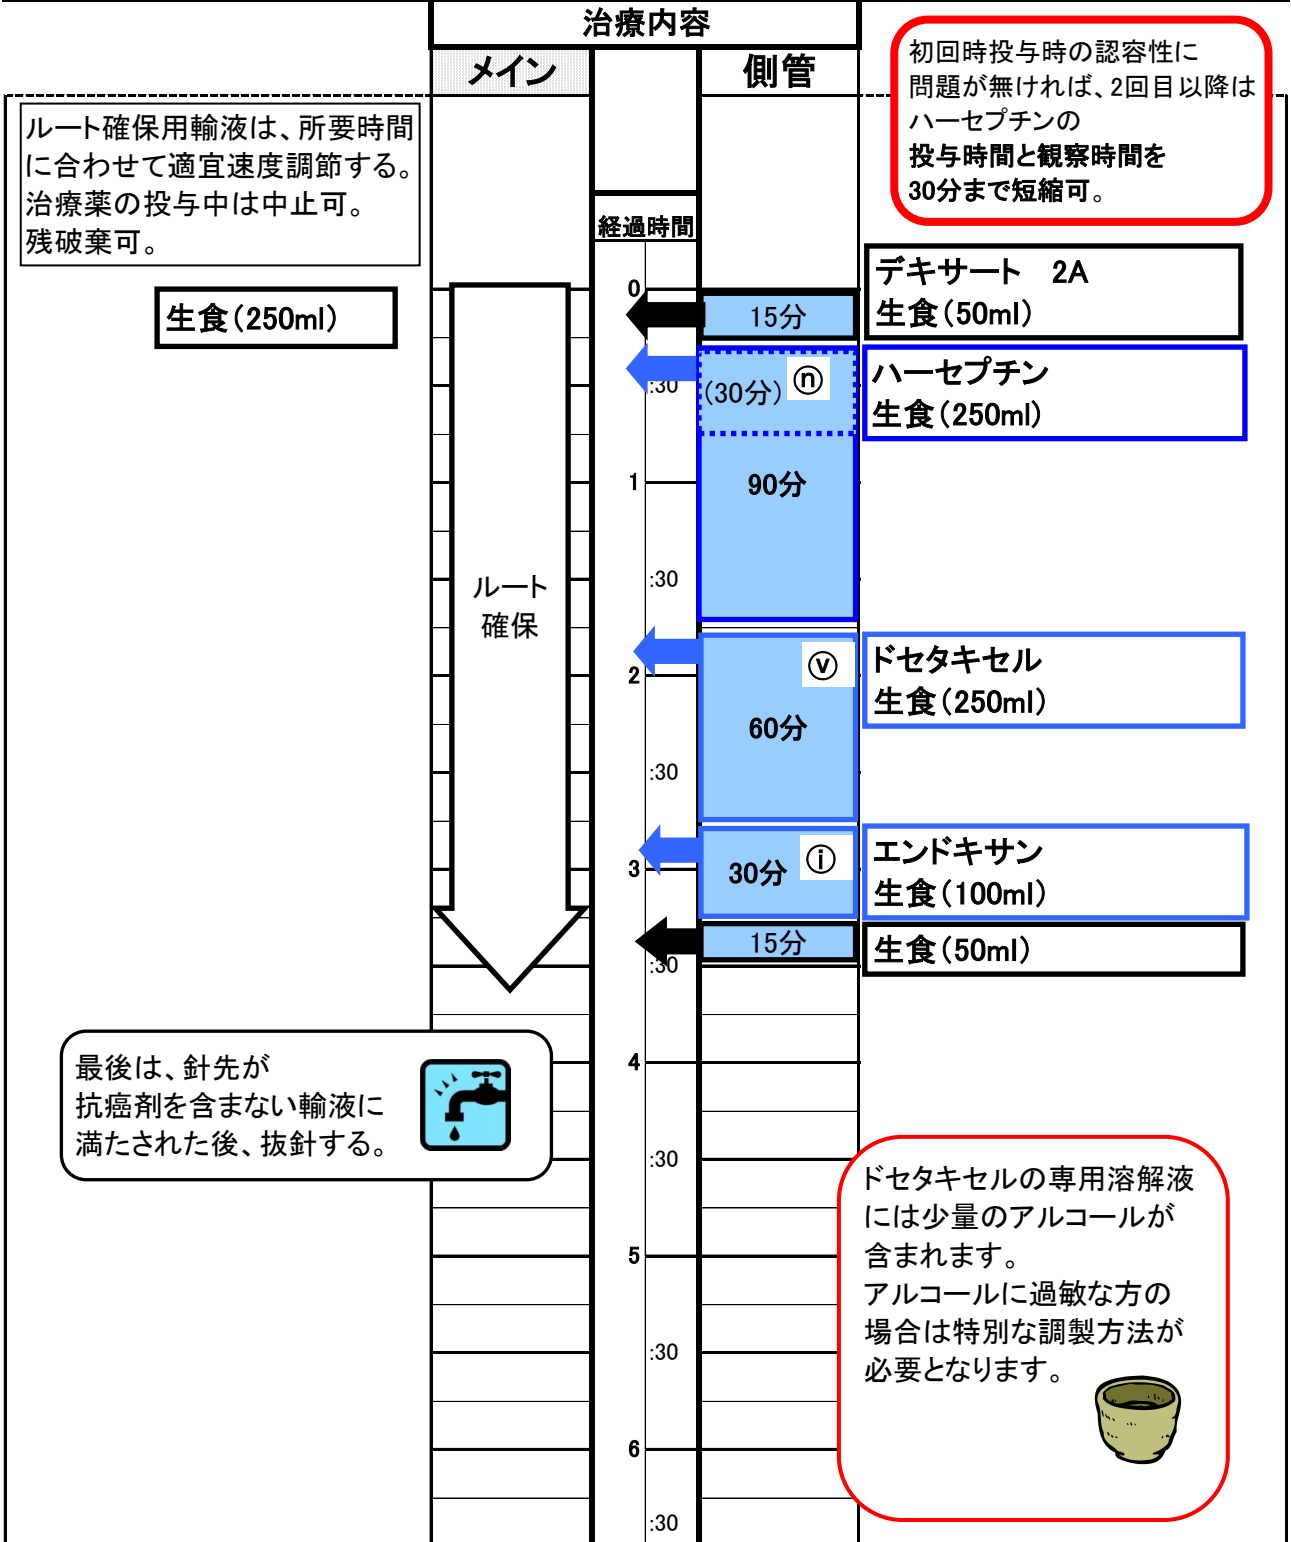 治療内容
メイン
側管
初回時投与時の認容性に
問題が無ければ、2回目以降は
ハーセプチンの
投与時間と観察時間を
30分まで短縮可。
ルート確保用輸液は、所要時間
に合わせて適宜速度調節する。
治療薬の投与中は中止可。
残破棄可。
経過時間
デキサート　2A
生食(50ml)
生食(250ml)
0
15分
ハーセプチン
生食(250ml)
:30
(30分)
ⓝ
1
90分
:30
ルート
確保
ドセタキセル
生食(250ml)
ⓥ
2
60分
:30
エンドキサン
生食(100ml)
3
30分
ⓘ
15分
生食(50ml)
:30
最後は、針先が
抗癌剤を含まない輸液に
満たされた後、抜針する。
4
:30
ドセタキセルの専用溶解液
には少量のアルコールが
含まれます。
アルコールに過敏な方の
場合は特別な調製方法が
必要となります。
5
:30
6
:30